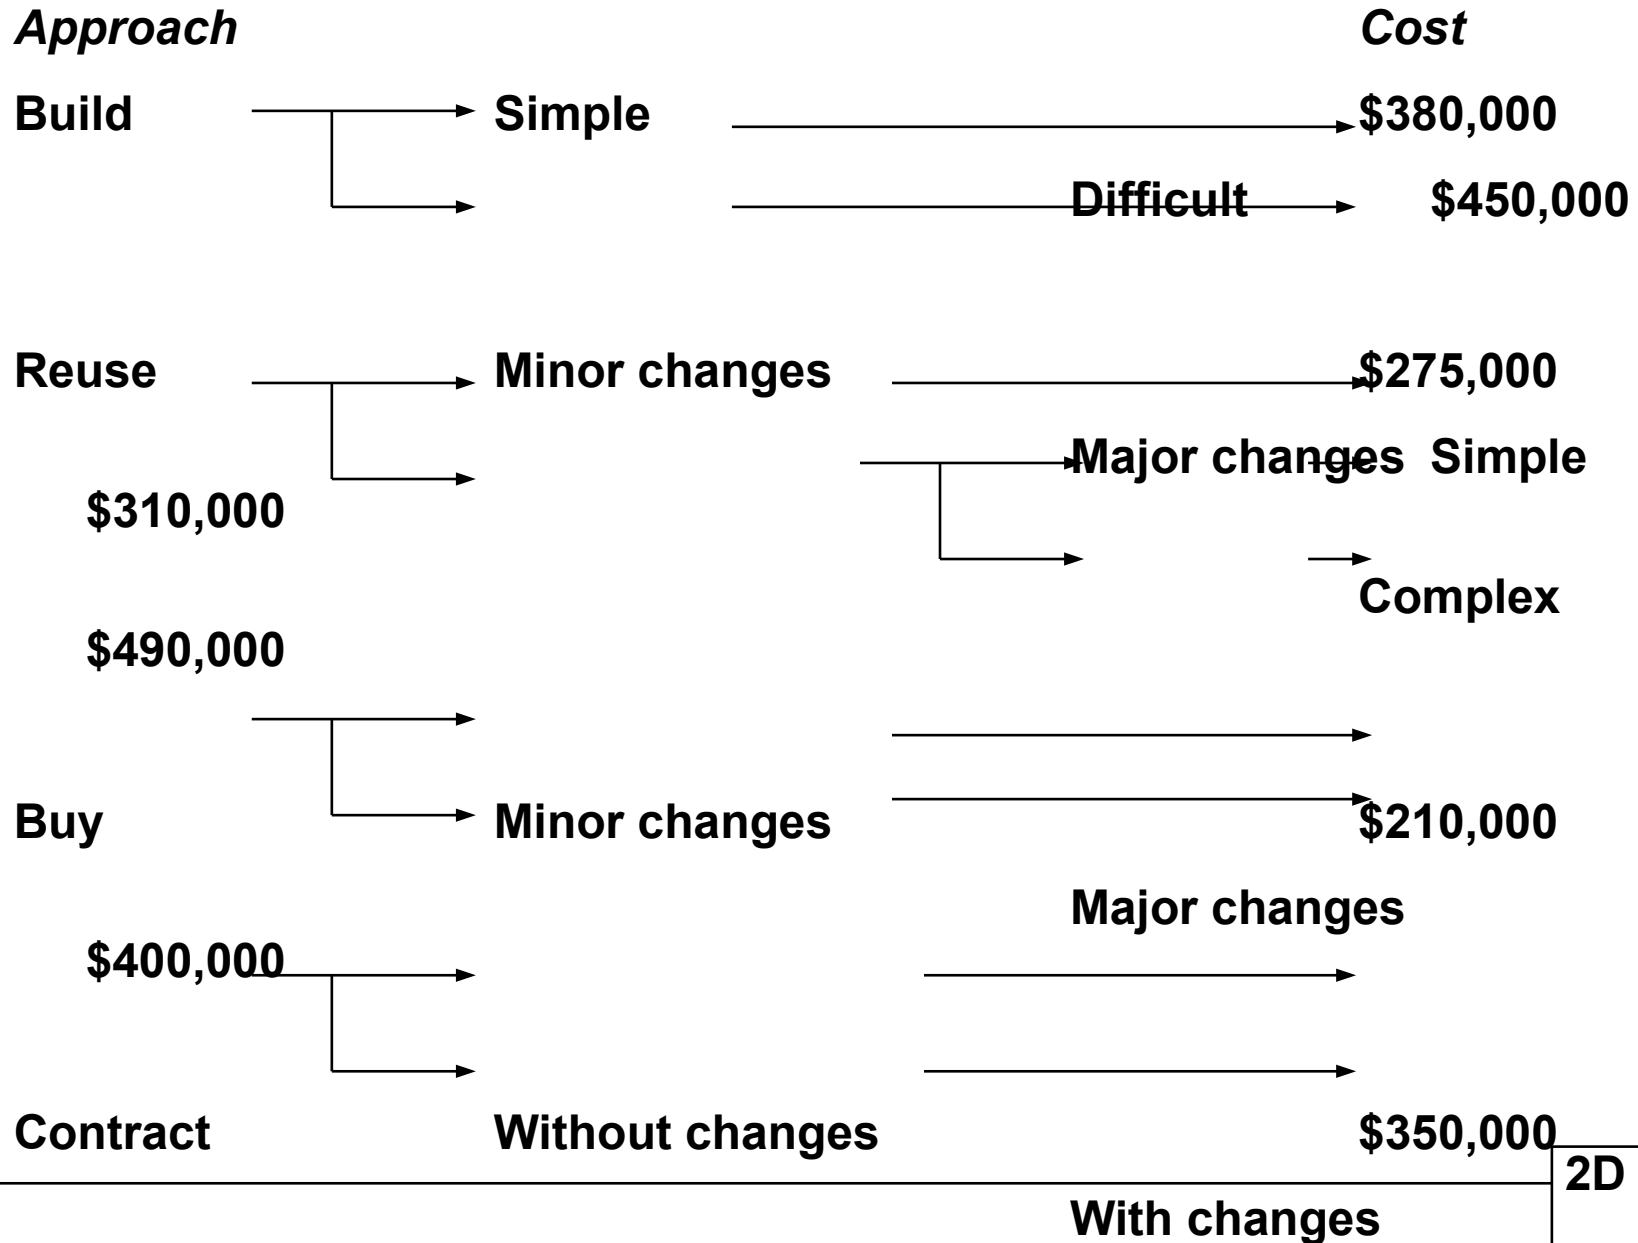 Approach Cost
Build Simple $380,000
Difficult $450,000
Reuse Minor changes $275,000
Major changes Simple
$310,000
Complex
$490,000
Buy Minor changes $210,000
Major changes
$400,000
Contract Without changes $350,000
2D
With changes